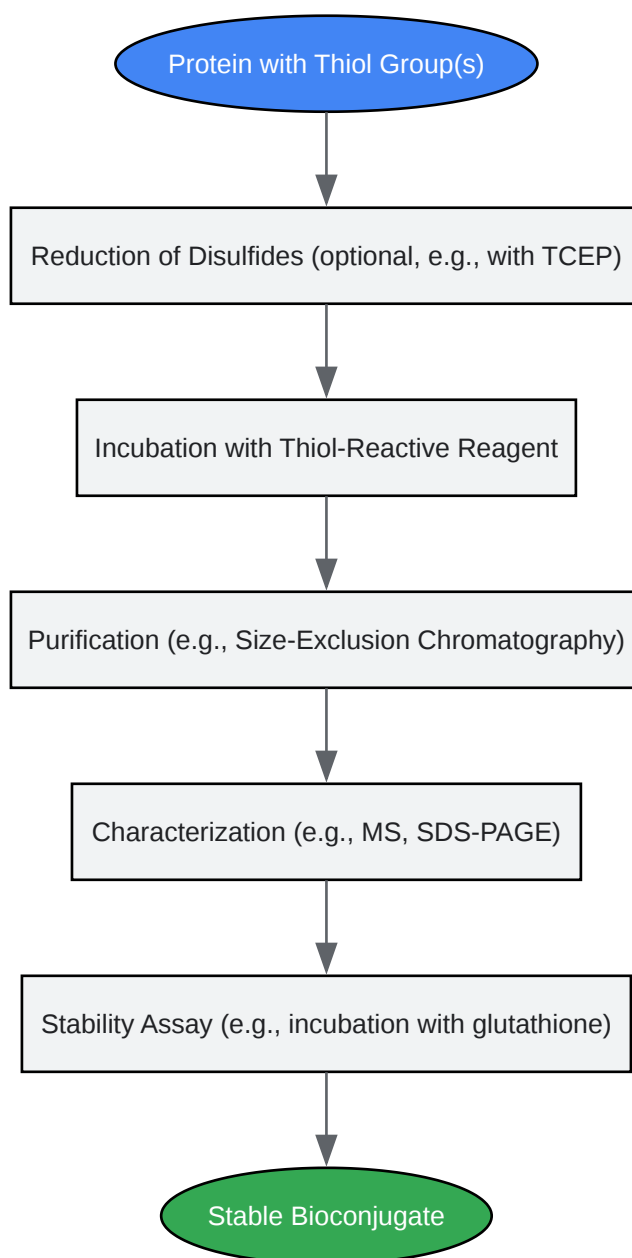 Protein with Thiol Group(s)
Reduction of Disulfides (optional, e.g., with TCEP)
Incubation with Thiol-Reactive Reagent
Purification (e.g., Size-Exclusion Chromatography)
Characterization (e.g., MS, SDS-PAGE)
Stability Assay (e.g., incubation with glutathione)
Stable Bioconjugate